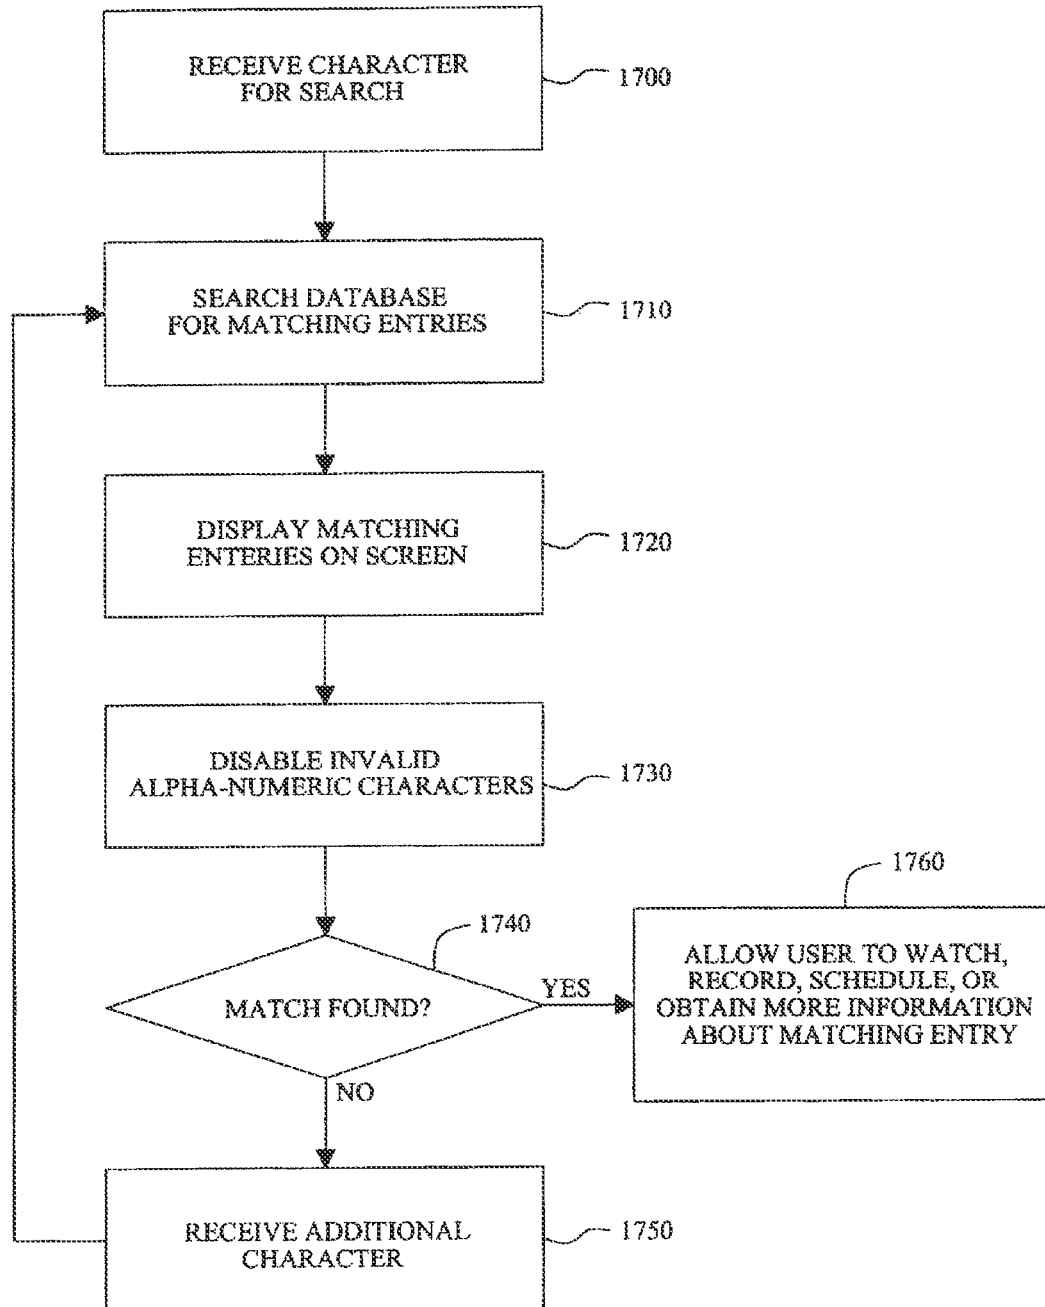 RECEIVE CHARACTER
FOR SEARCH
1700
SEARCH DATABASE
FOR MATCHING ENTRIES
1710
DISPLAY MATCHING
ENTERIES ON SCREEN
1720
DISABLE INVALID
ALPHA-NUMERIC CHARACTERS
1730
1740
MATCH FOUND?
YES
NO
1760
ALLOW USER TO WATCH,
RECORD, SCHEDULE, OR
OBTAIN MORE INFORMATION
ABOUT MATCHING ENTRY
RECEIVE ADDITIONAL
CHARACTER
1750